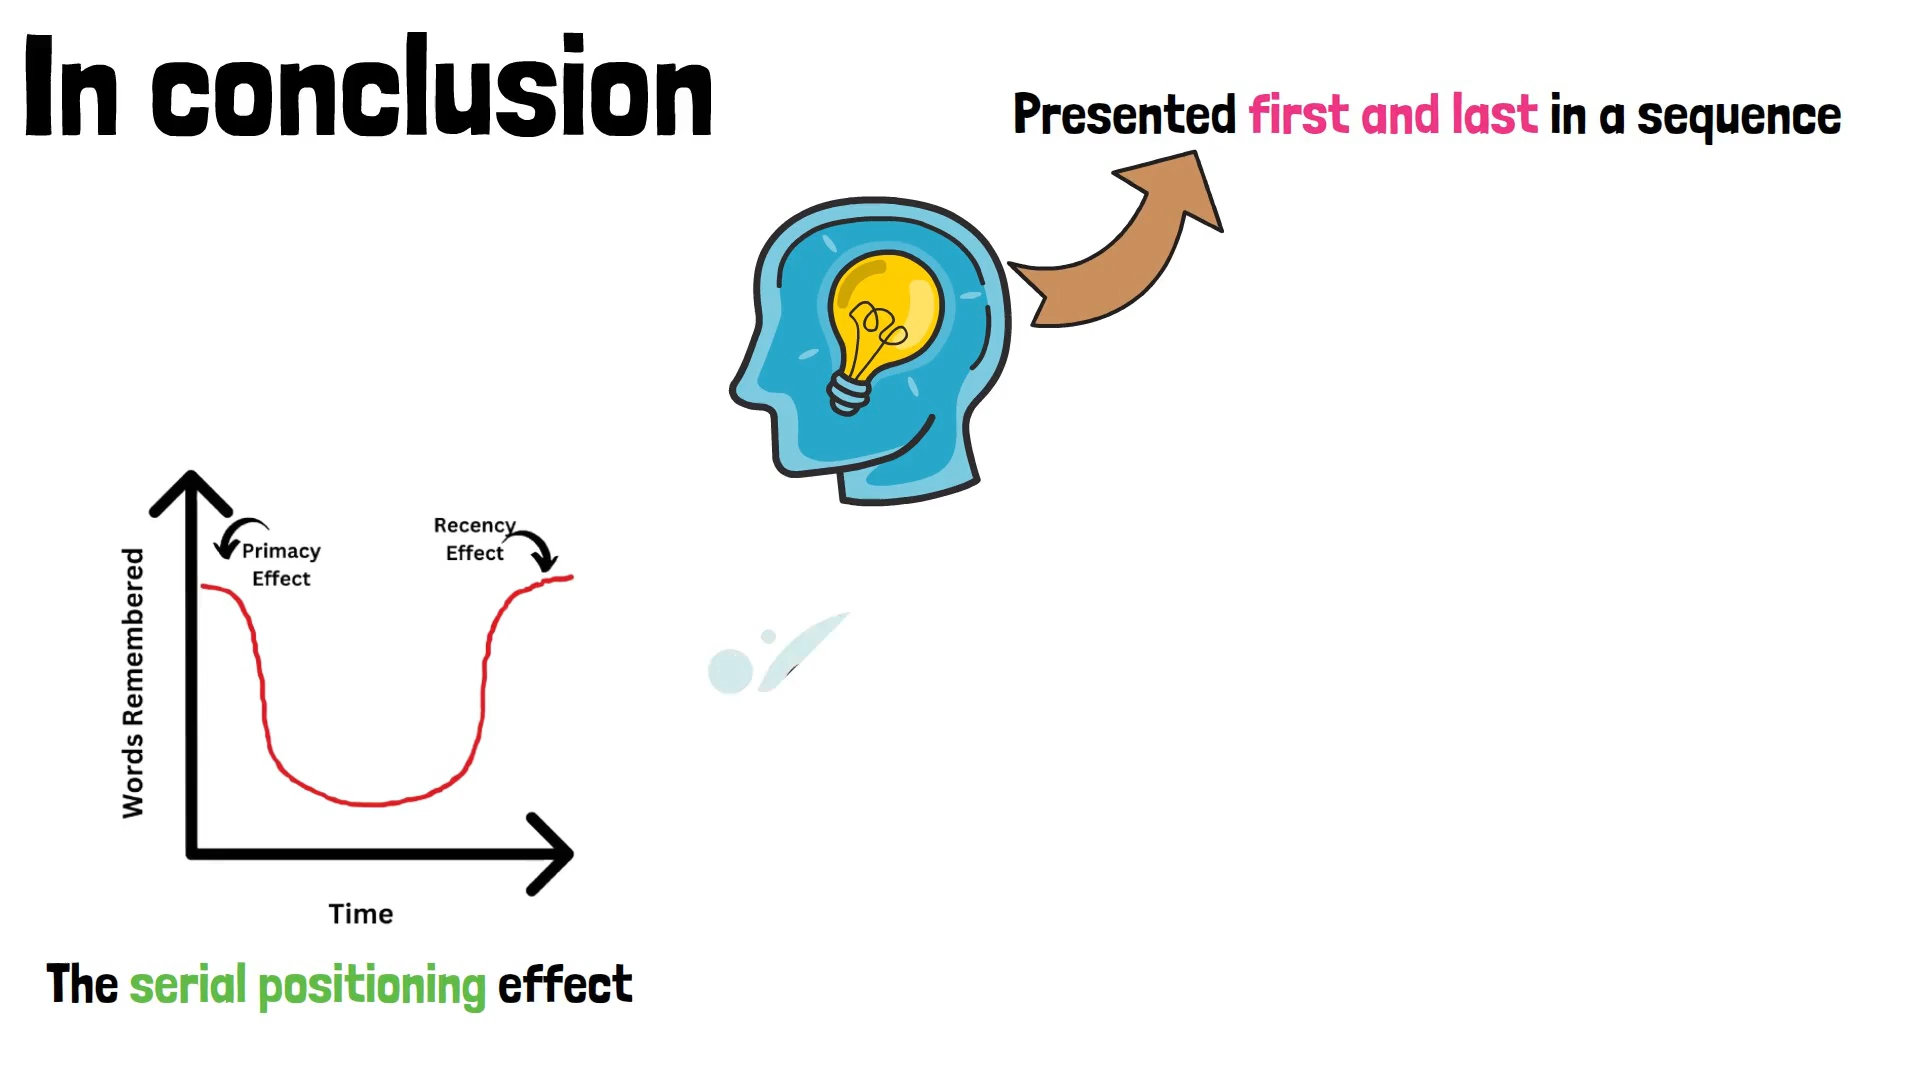 In conclusion
Presented first and last in a sequence
Primacy
Effect
Recency
Effect
Words Remembered
Time
The serial positioning effect